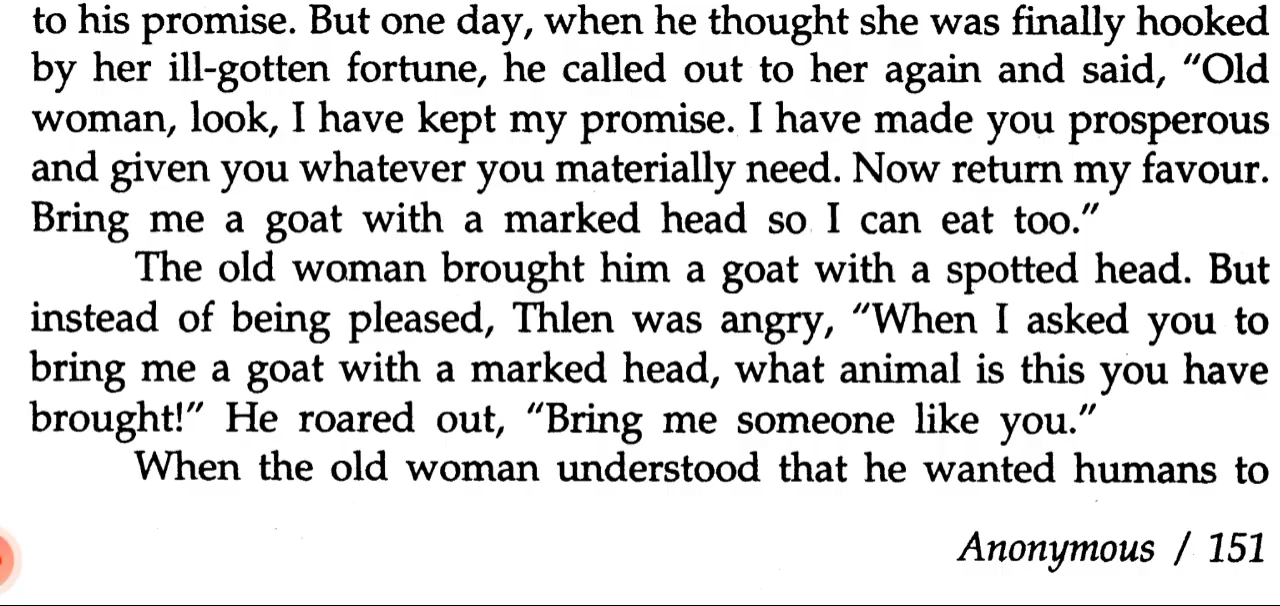 to his promise. But one day, when he thought she was finally hooked
by her ill-gotten fortune, he called out to her again and said, “Old
woman, look, I have kept my promise. I have made you prosperous
and given you whatever you materially need. Now return my favour.
Bring me a goat with a marked head so I can eat too.”
The old woman brought him a goat with a spotted head. But
instead of being pleased, Thlen was angry, “When I asked you to
bring me a goat with a marked head, what animal is this you have
brought!” He roared out, “Bring me someone like you.”
When the old woman understood that he wanted humans to
Anonymous / 151